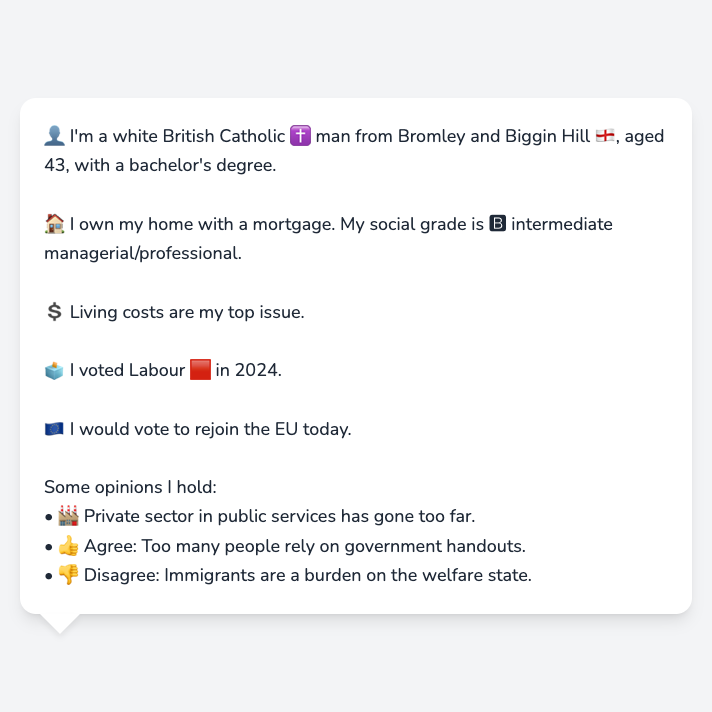 👤 I'm a white British Catholic ✝️ man from Bromley and Biggin Hill 🏴󠁧󠁢󠁥󠁮󠁧󠁿, aged
43, with a bachelor's degree.
🏠 I own my home with a mortgage. My social grade is 🅱 intermediate
managerial/professional.
💲 Living costs are my top issue.
🗳️ I voted Labour 🟥 in 2024.
🇪🇺 I would vote to rejoin the EU today.
Some opinions I hold:
• 🏭 Private sector in public services has gone too far.
• 👍 Agree: Too many people rely on government handouts.
• 👎 Disagree: Immigrants are a burden on the welfare state.